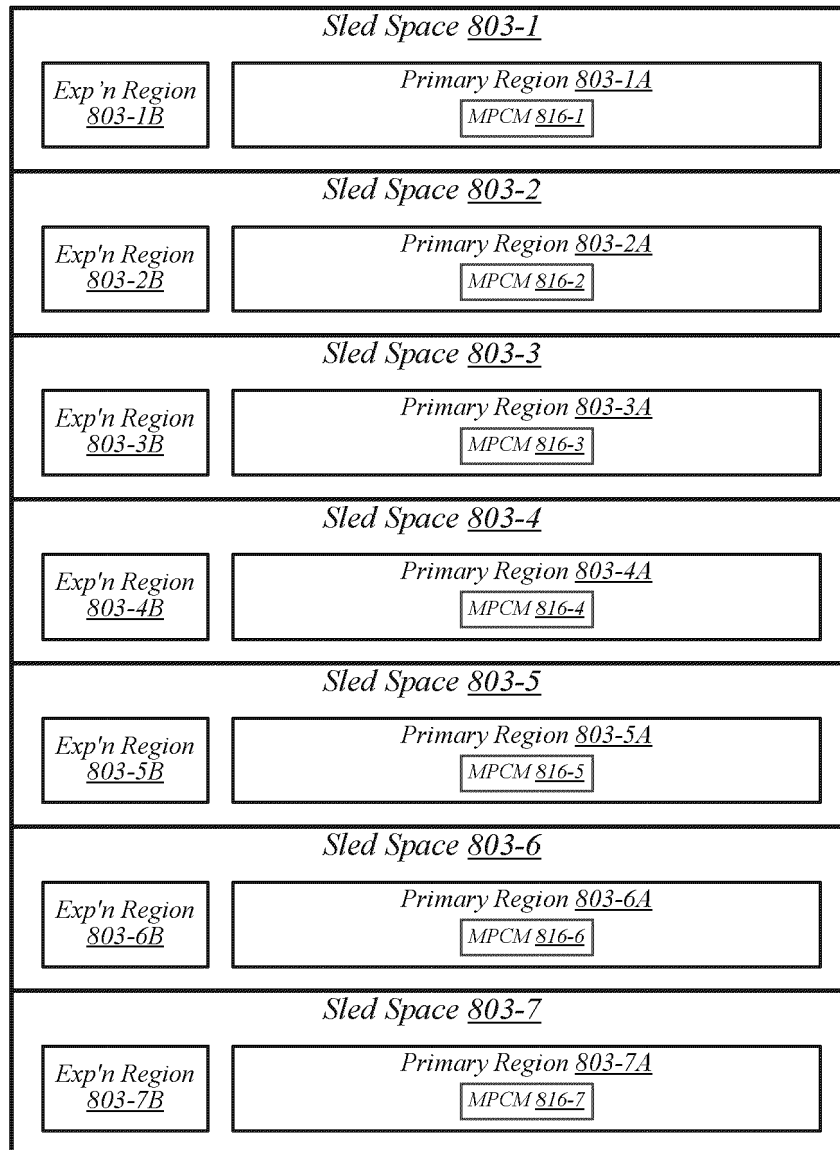 Sled Space 803-1
Exp’n Region
803-1B
Primary Region 803-1A
MPCM 816-1
Sled Space 803-2
Exp'n Region
803-2B
Primary Region 803-2A
MPCM 816-2
Sled Space 803-3
Exp'n Region
803-3B
Primary Region 803-3A
MPCM 816-3
Sled Space 803-4
Exp'n Region
803-4B
Primary Region 803-4A
MPCM 816-4
Sled Space 803-5
Exp'n Region
803-5B
Primary Region 803-5A
MPCM 816-5
Sled Space 803-6
Exp'n Region
803-6B
Primary Region 803-6A
MPCM 816-6
Sled Space 803-7
Exp'n Region
803-7B
Primary Region 803-7A
MPCM 816-7